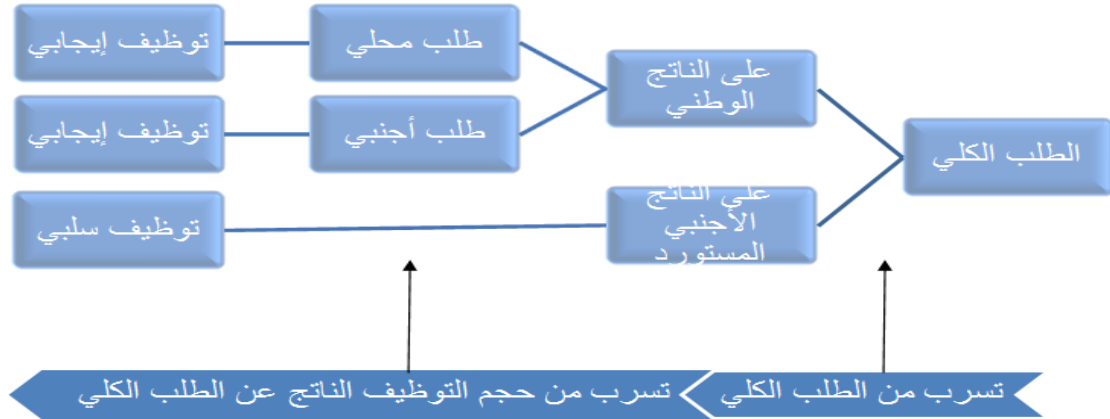 الطلب الكلي
على الناتج
الوطني
طلب محلي
توظيف إيجابي
طلب أجنبي
توظيف إيجابي
على الناتج
الأجنبي
المستورد
توظيف سلبي
تسرب من الطلب الكلي
تسرب من حجم التوظيف الناتج عن الطلب الكلي